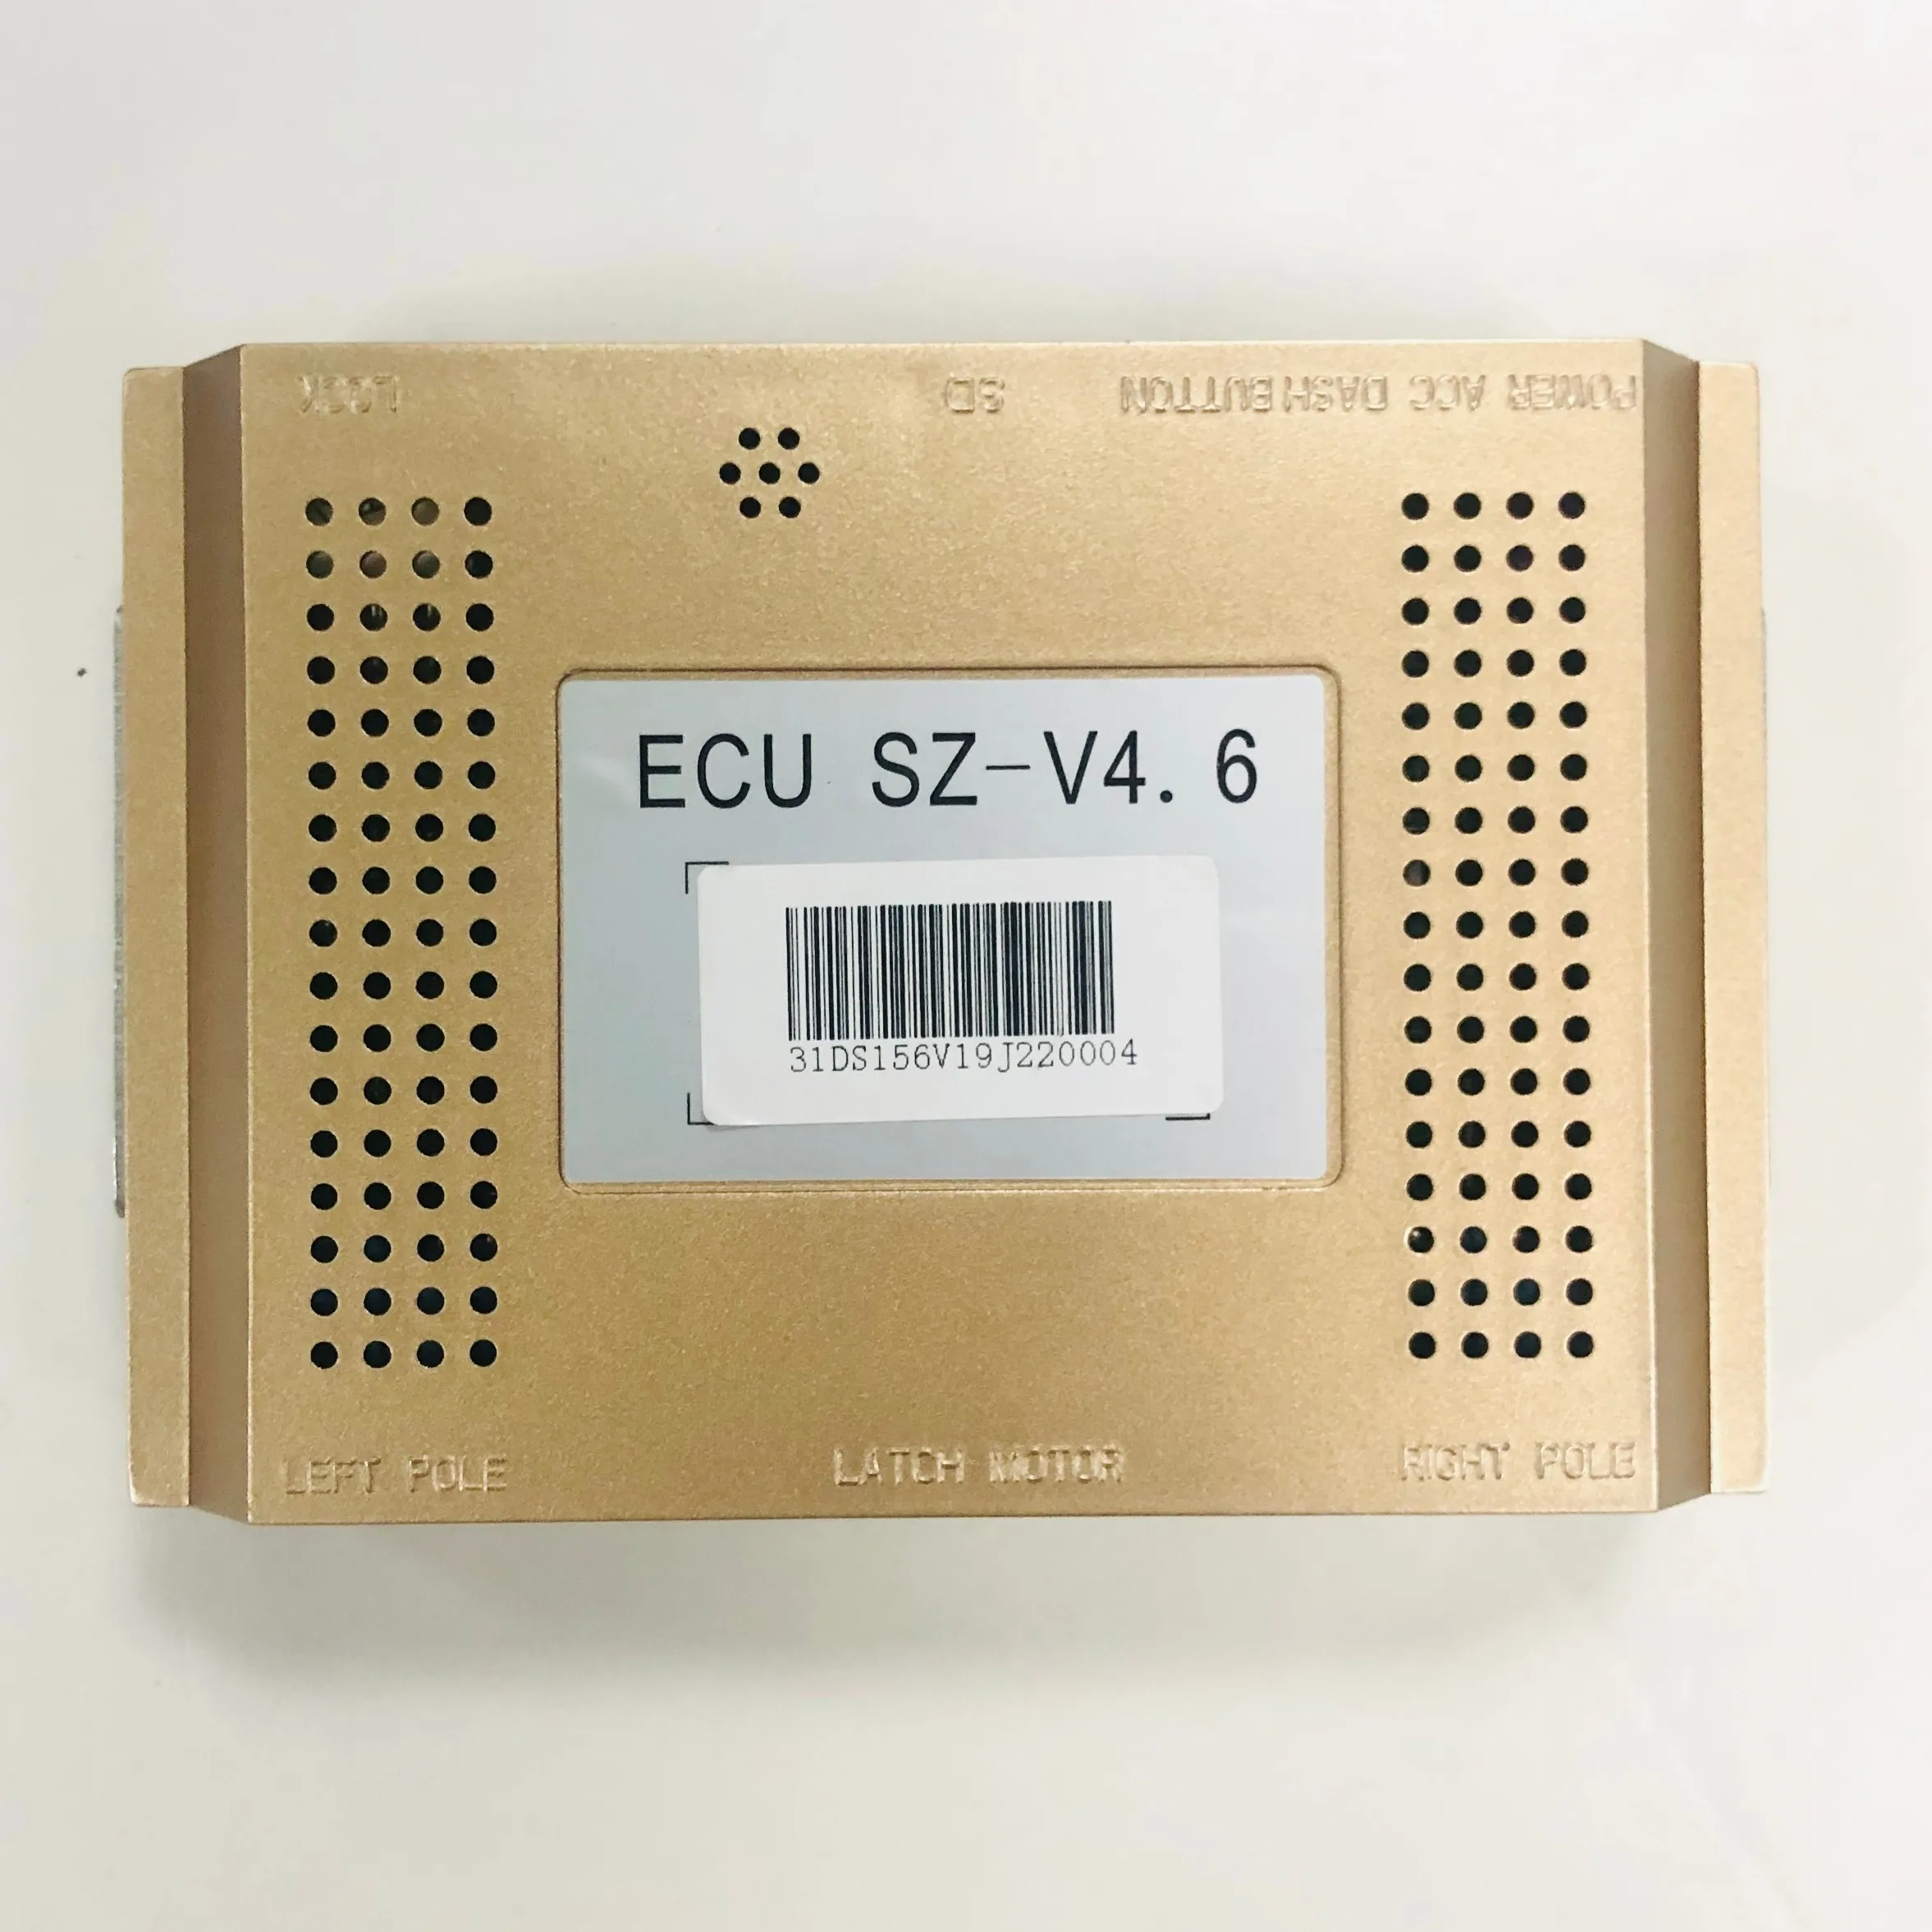 POWER ACC DASH BUTTON SD LOCK
ECU SZ-V4.6
31DS156V19J220004
LEFT POLE LATCH MOTOR RIGHT POLE